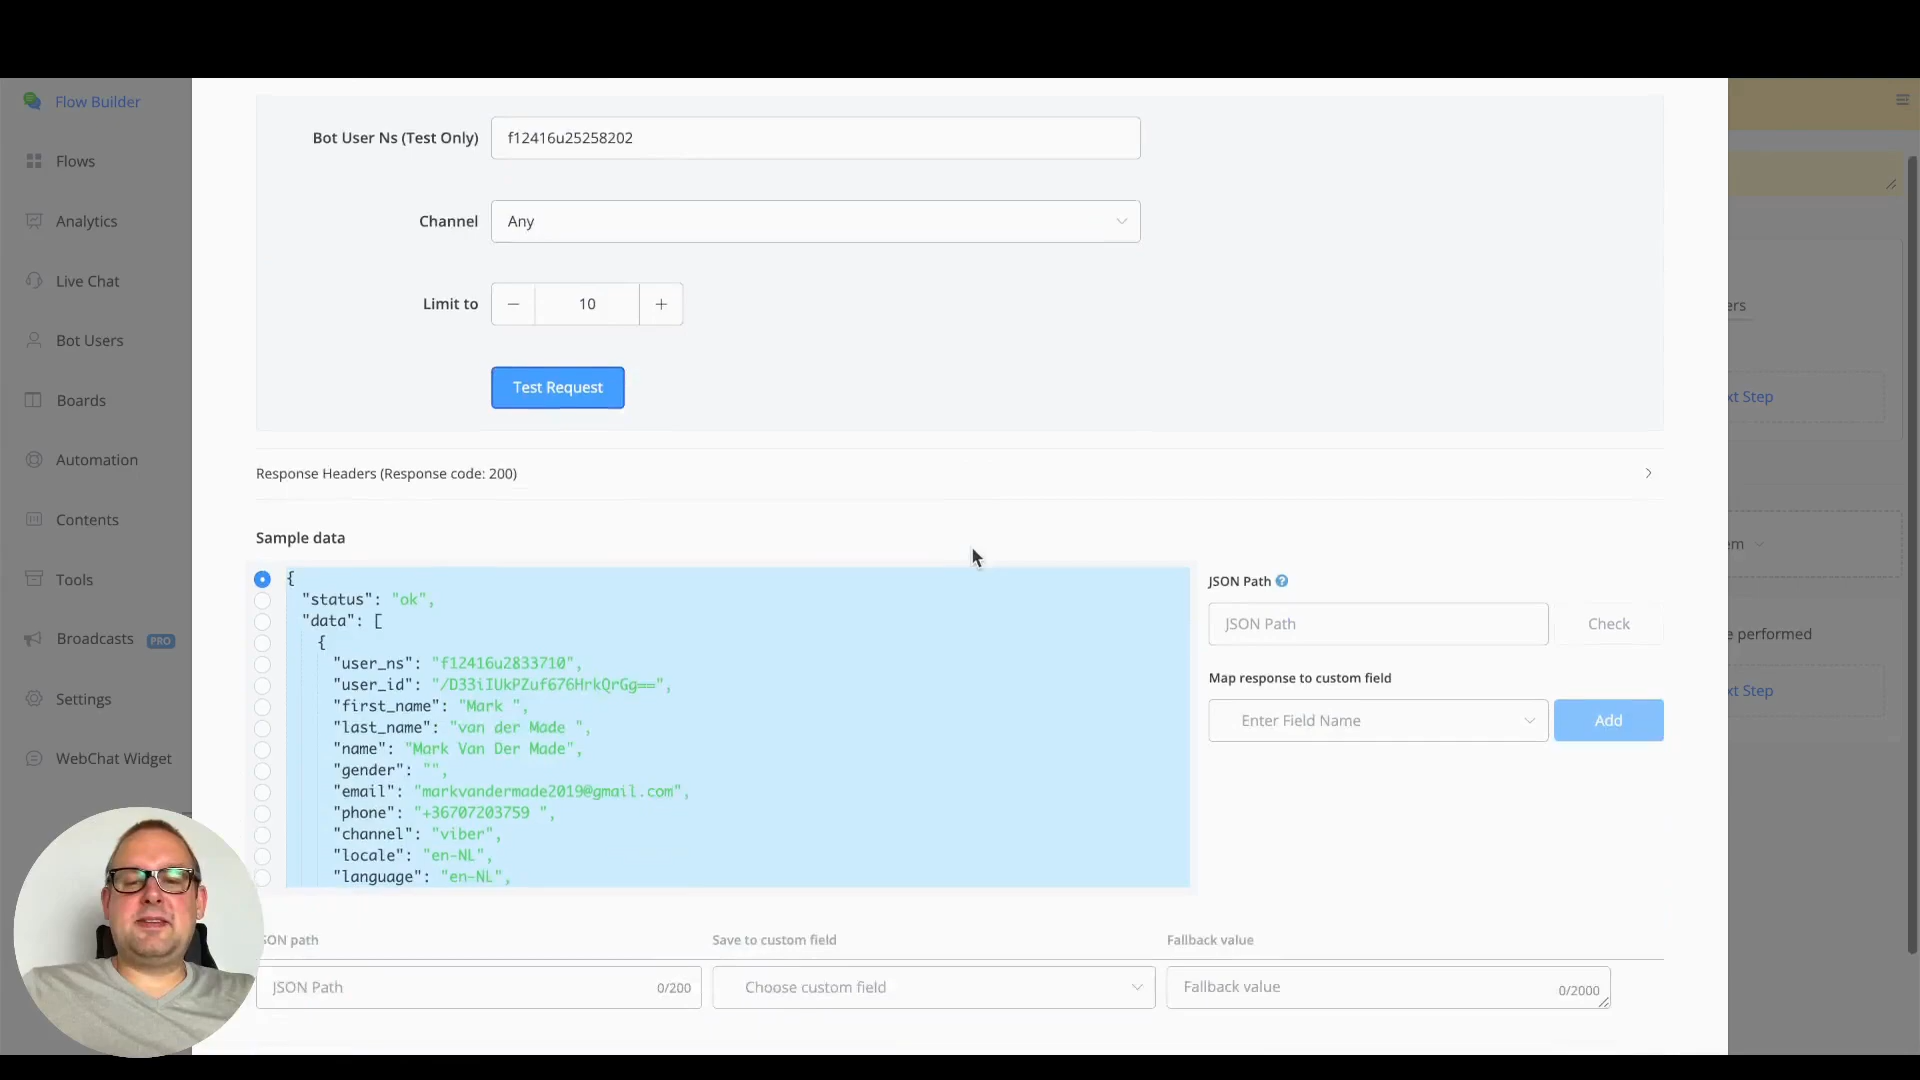 Flow Builder
Flows
Analytics
Live Chat
Bot Users
Boards
Automation
Contents
Tools
Broadcasts PRO
Settings
WebChat Widget
Bot User Ns (Test Only)
f12416u25258202
Channel
Any
Limit to
10
Test Request
Response Headers (Response code: 200)
Sample data
{
"status": "ok",
"data": [
{
"user_ns": "f12416u2833710",
"user_id": "/D33iIUkPZuf676HrkQrGg==",
"first_name": "Mark ",
"last_name": "van der Made ",
"name": "Mark Van Der Made",
"gender": "",
"email": "markvandermade2019@gmail.com",
"phone": "+36707203759 ",
"channel": "viber",
"locale": "en-NL",
"language": "en-NL",
JSON Path
JSON Path
Check
Map response to custom field
Enter Field Name
Add
SON path
Save to custom field
Fallback value
JSON Path
0/200
Choose custom field
Fallback value
0/2000
ers
xt Step
em
e performed
xt Step